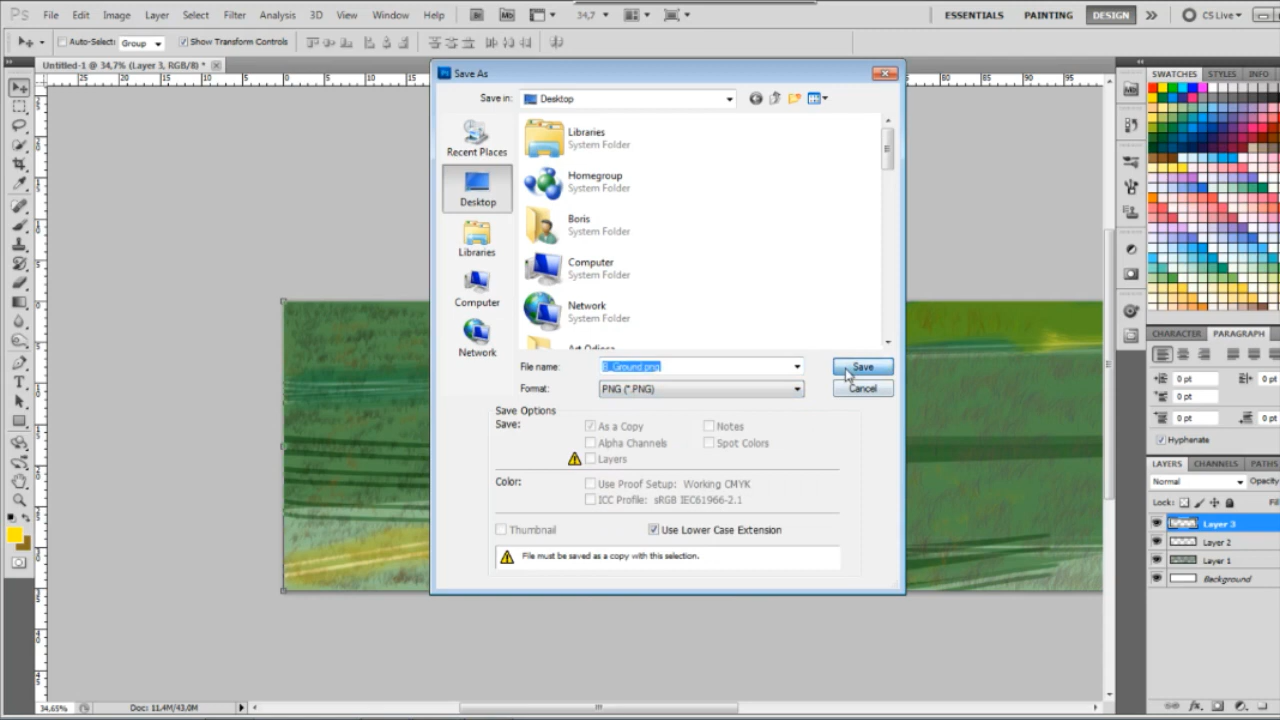 Ps File Edit Image Layer Select Filter Analysis 3D View Window Help Br Mb 34,7 ESSENTIALS PAINTING DESIGN CS Live
Auto-Select: Group Show Transform Controls
Untitled-1 @ 34,7% (Layer 3, RGB/8) *
Save As
Save in: Desktop
Recent Places
Desktop
Libraries
Computer
Network
Libraries
System Folder
Homegroup
System Folder
Boris
System Folder
Computer
System Folder
Network
System Folder
File name: Ground.png Save
Format: PNG (*.PNG) Cancel
Save Options
Save: As a Copy Notes
Alpha Channels Spot Colors
Layers
Color: Use Proof Setup: Working CMYK
ICC Profile: sRGB IEC61966-2.1
Thumbnail Use Lower Case Extension
File must be saved as a copy with this selection.
SWATCHES STYLES INFO
CHARACTER PARAGRAPH
0 pt 0 pt
0 pt
0 pt 0 pt
Hyphenate
LAYERS CHANNELS PATHS
Normal Opacity
Lock:
Layer 3
Layer 2
Layer 1
Background
34,65% Doc: 11,4M/43,0M